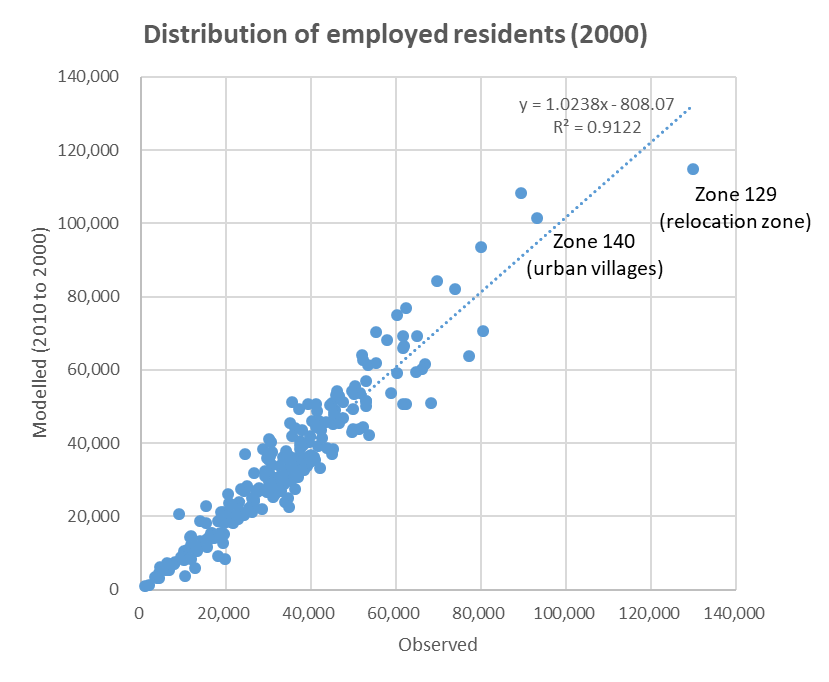 Distribution of employed residents (2000)
140,000
120,000
100,000
80,000
60,000
40,000
20,000
0
Modelled (2010 to 2000)
y = 1.0238x - 808.07
R² = 0.9122
Zone 129
(relocation zone)
Zone 140
(urban villages)
0 20,000 40,000 60,000 80,000 100,000 120,000 140,000
Observed